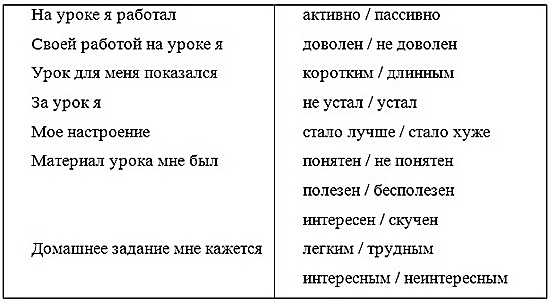 На уроке я работал активно / пассивно
Своей работой на уроке я доволен / не доволен
Урок для меня показался коротким / длинным
За урок я не устал / устал
Мое настроение стало лучше / стало хуже
Материал урока мне был понятен / не понятен
полезен / бесполезен
интересен / скучен
Домашнее задание мне кажется легким / трудным
интересным / неинтересным